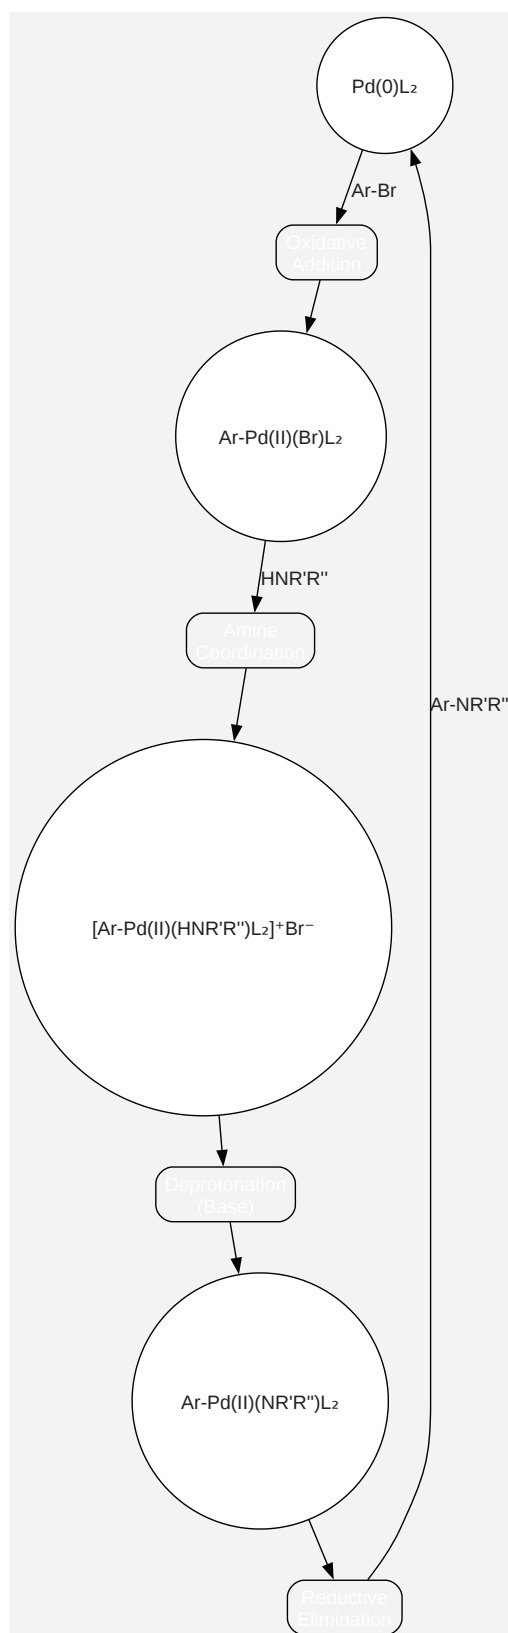 Pd(0)L₂
Ar-Br
Oxidative
Addition
Ar-Pd(II)(Br)L₂
HNR'R''
Amine
Coordination
Ar-NR'R''
[Ar-Pd(II)(HNR'R'')L₂]⁺Br⁻
Deprotonation
(Base)
Ar-Pd(II)(NR'R'')L₂
Reductive
Elimination